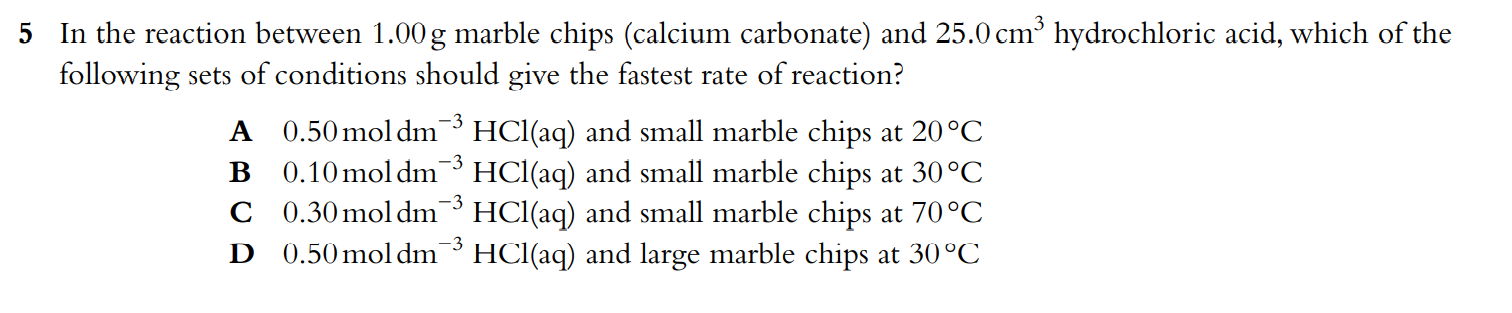 5 In the reaction between 1.00 g marble chips (calcium carbonate) and 25.0 cm³ hydrochloric acid, which of the
following sets of conditions should give the fastest rate of reaction?
A 0.50 mol dm⁻³ HCl(aq) and small marble chips at 20 °C
B 0.10 mol dm⁻³ HCl(aq) and small marble chips at 30 °C
C 0.30 mol dm⁻³ HCl(aq) and small marble chips at 70 °C
D 0.50 mol dm⁻³ HCl(aq) and large marble chips at 30 °C